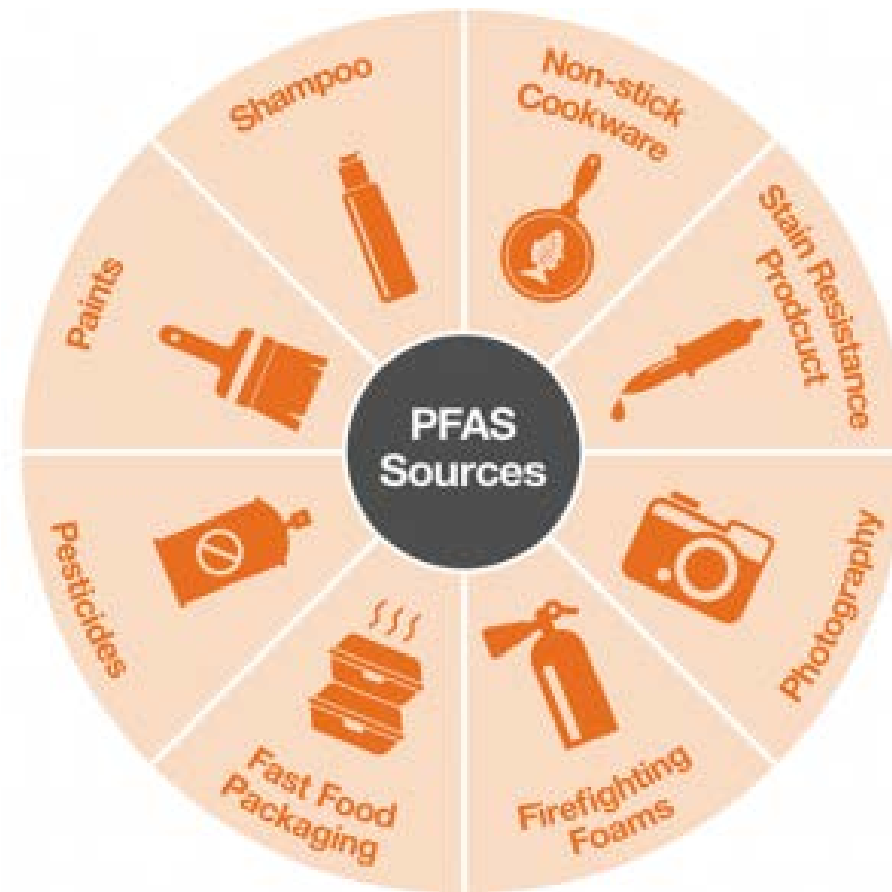 PFAS
Sources
Non-stick
Cookware
Stain Resistance
Prodcuct
Photography
Firefighting
Foams
Fast Food
Packaging
Pesticides
Paints
Shampoo